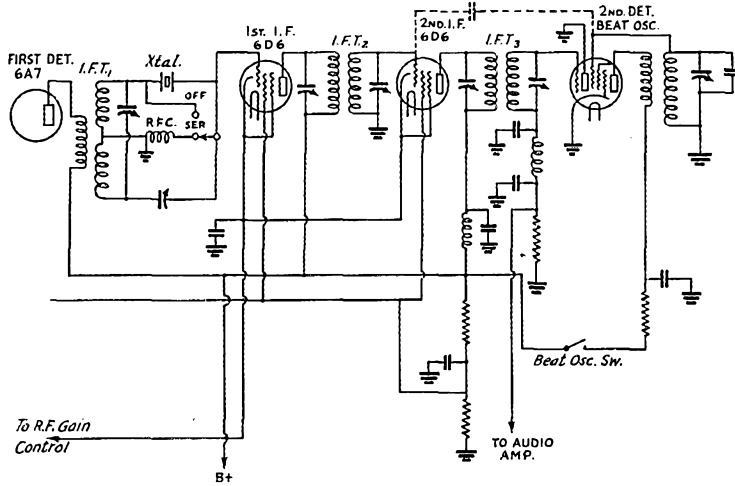 FIRST DET.
6A7
I.F.T.1
Xtal.
OFF
SER
R.F.C.
1ST. I.F.
6D6
I.F.T.2
2ND. I.F.
6D6
I.F.T.3
2ND. DET.
BEAT OSC.
Beat Osc. Sw.
To R.F. Gain
Control
B+
TO AUDIO
AMP.